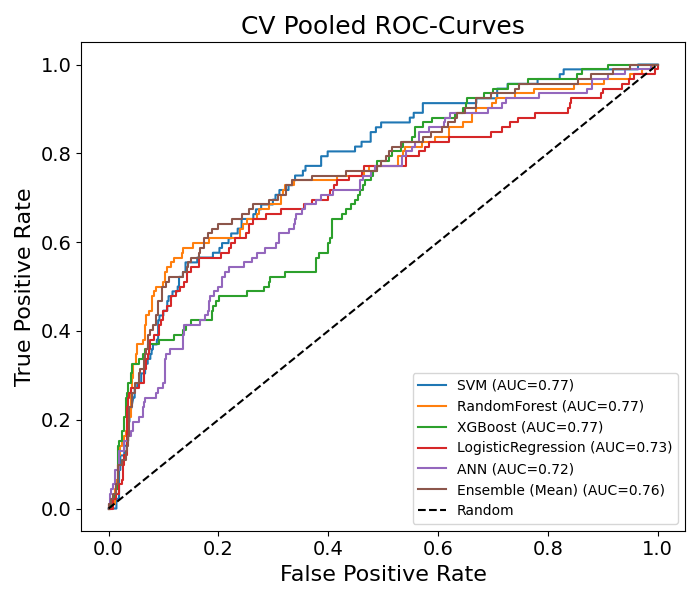 CV Pooled ROC-Curves
True Positive Rate
1.0
0.8
0.6
0.4
0.2
0.0
SVM (AUC=0.77)
RandomForest (AUC=0.77)
XGBoost (AUC=0.77)
LogisticRegression (AUC=0.73)
ANN (AUC=0.72)
Ensemble (Mean) (AUC=0.76)
Random
0.0 0.2 0.4 0.6 0.8 1.0
False Positive Rate